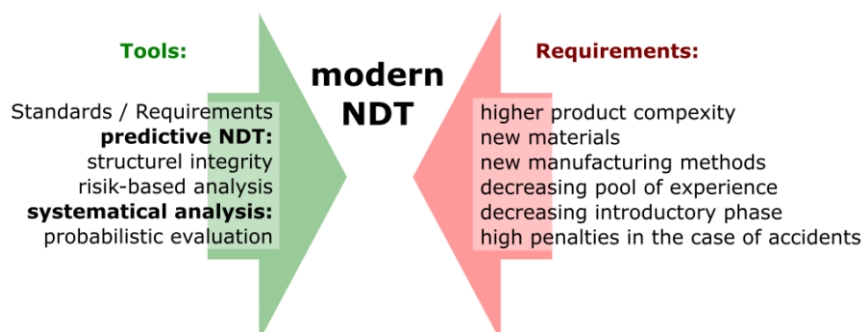 Tools:
Standards / Requirements
predictive NDT:
structurel integrity
risik-based analysis
systematical analysis:
probabilistic evaluation
modern
NDT
Requirements:
higher product compexity
new materials
new manufacturing methods
decreasing pool of experience
decreasing introductory phase
high penalties in the case of accidents